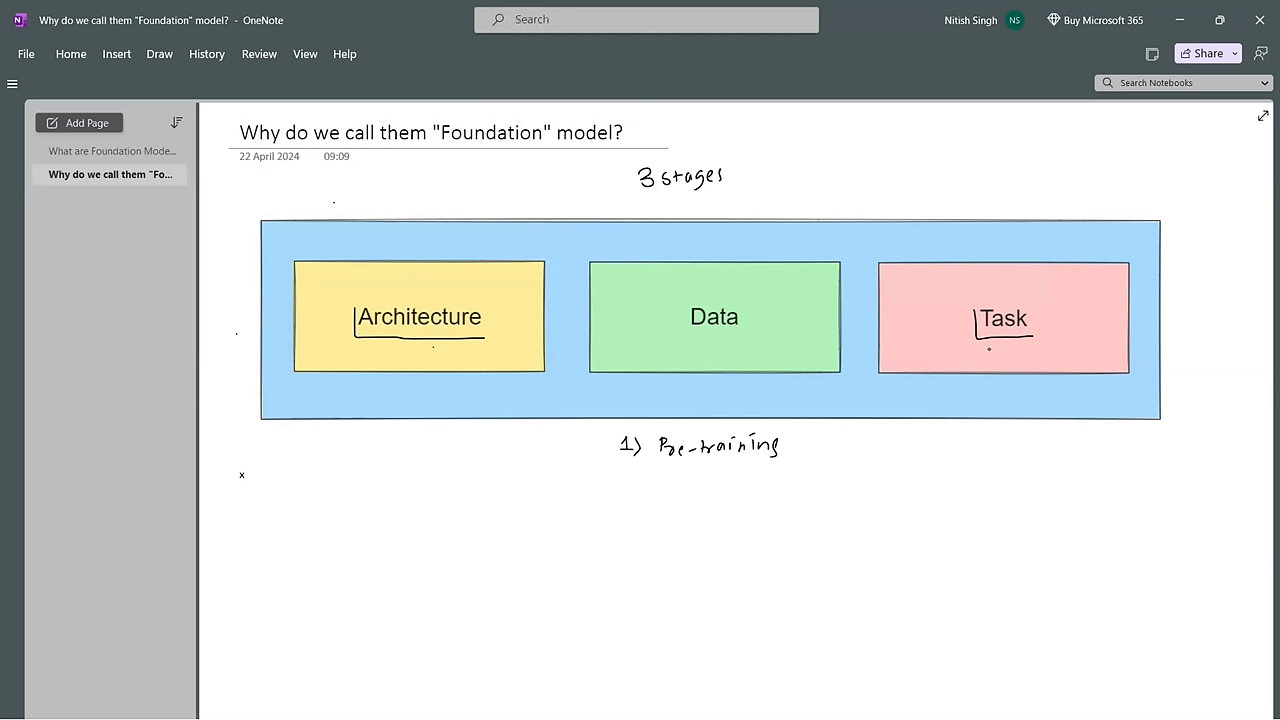 Why do we call them "Foundation" model? - OneNote
Search
Nitish Singh NS
Buy Microsoft 365
File Home Insert Draw History Review View Help
Share
Search Notebooks
Add Page
What are Foundation Mode...
Why do we call them "Fo...
Why do we call them "Foundation" model?
22 April 2024 09:09
3 stages
Architecture
Data
Task
1) Pre-training
x